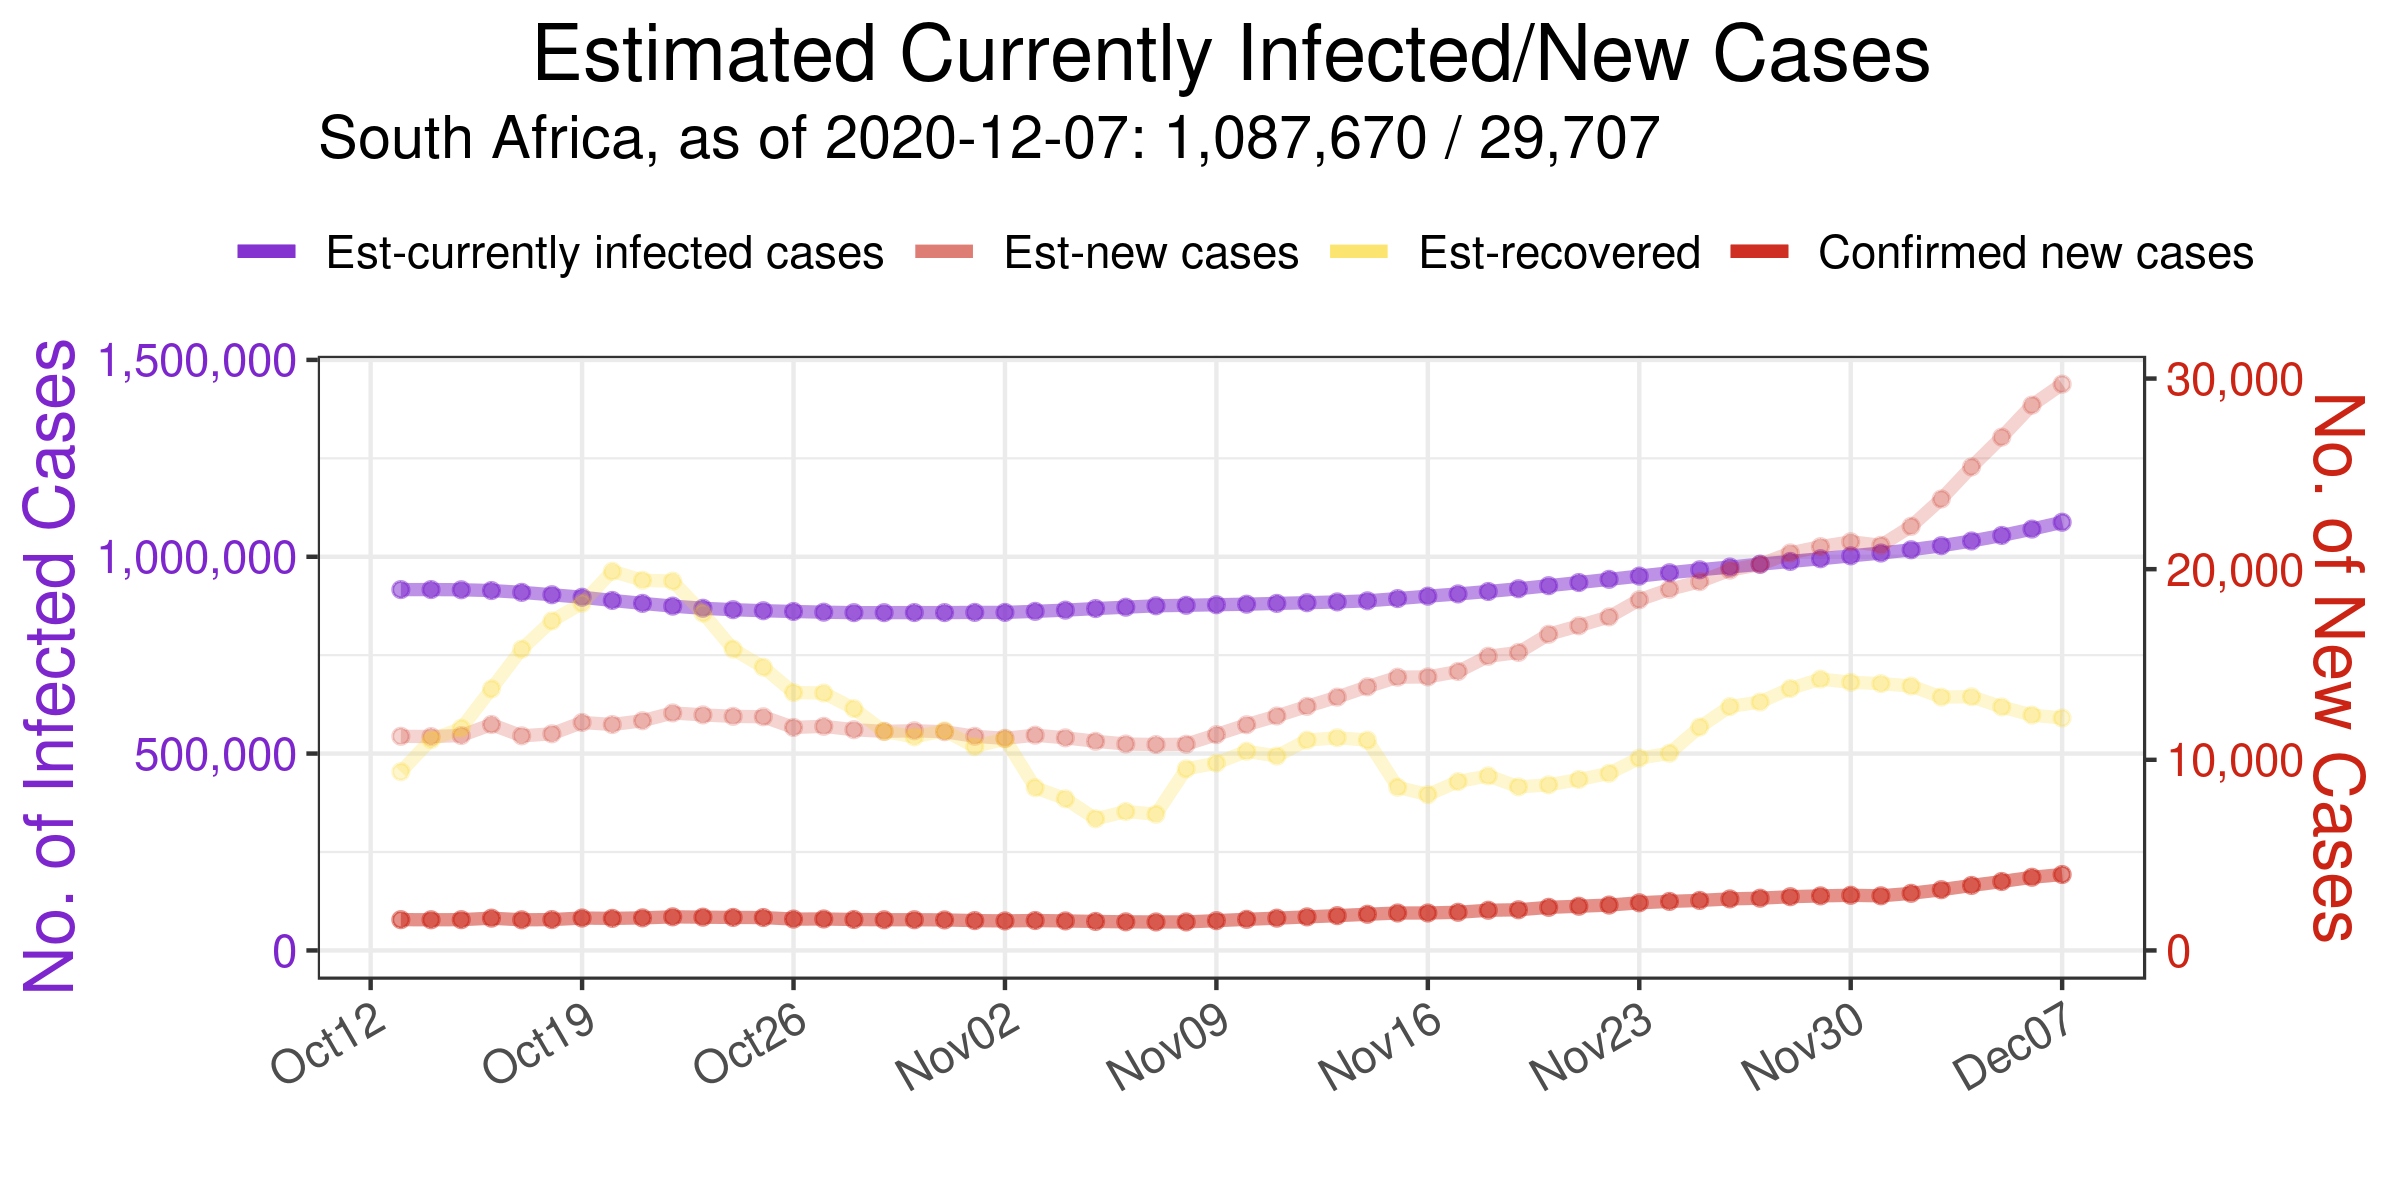 Estimated Currently Infected/New Cases
South Africa, as of 2020-12-07: 1,087,670 / 29,707
Est-currently infected cases Est-new cases Est-recovered Confirmed new cases
No. of Infected Cases
1,500,000
1,000,000
500,000
0
30,000
20,000
10,000
0
No. of New Cases
Oct12 Oct19 Oct26 Nov02 Nov09 Nov16 Nov23 Nov30 Dec07